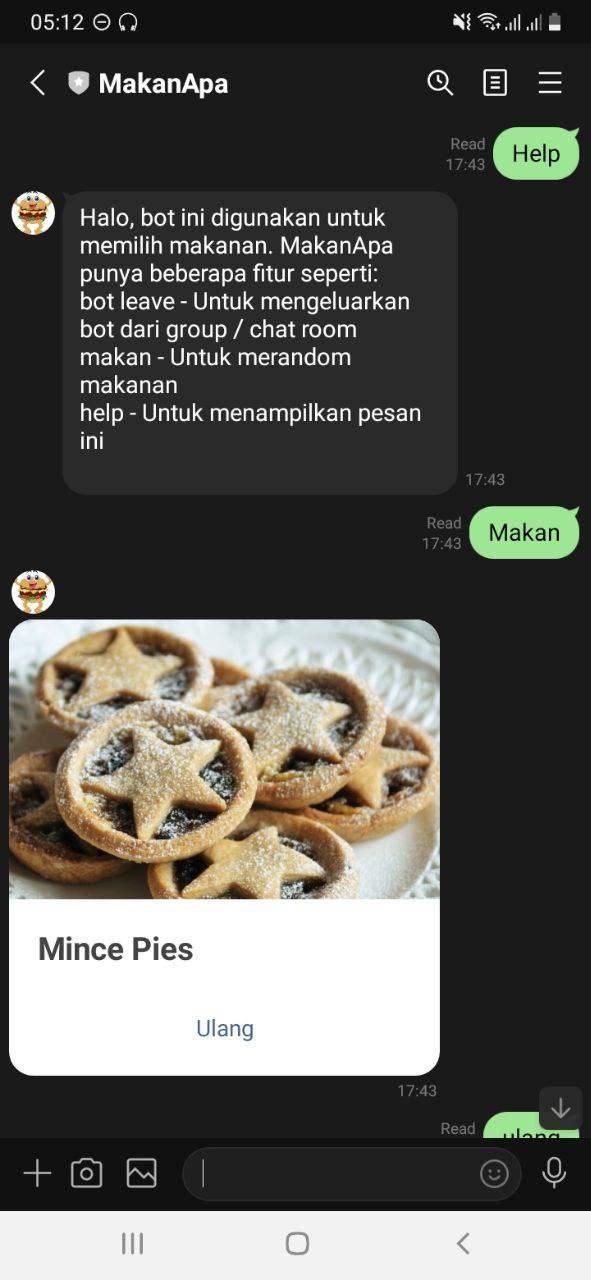 05:12
MakanApa
Read
17:43
Help
Halo, bot ini digunakan untuk
memilih makanan. MakanApa
punya beberapa fitur seperti:
bot leave - Untuk mengeluarkan
bot dari group / chat room
makan - Untuk merandom
makanan
help - Untuk menampilkan pesan
ini
17:43
Read
17:43
Makan
Mince Pies
Ulang
17:43
Read
ulang